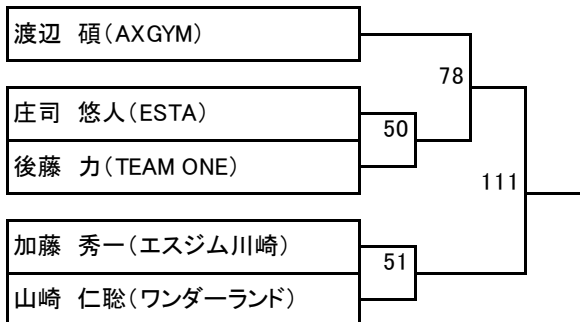 渡辺　碩(AXGYM)
78
庄司　悠人(ESTA)
50
後藤　力(TEAM ONE)
111
加藤　秀一(エスジム川崎)
51
山崎　仁聡(ワンダーランド)